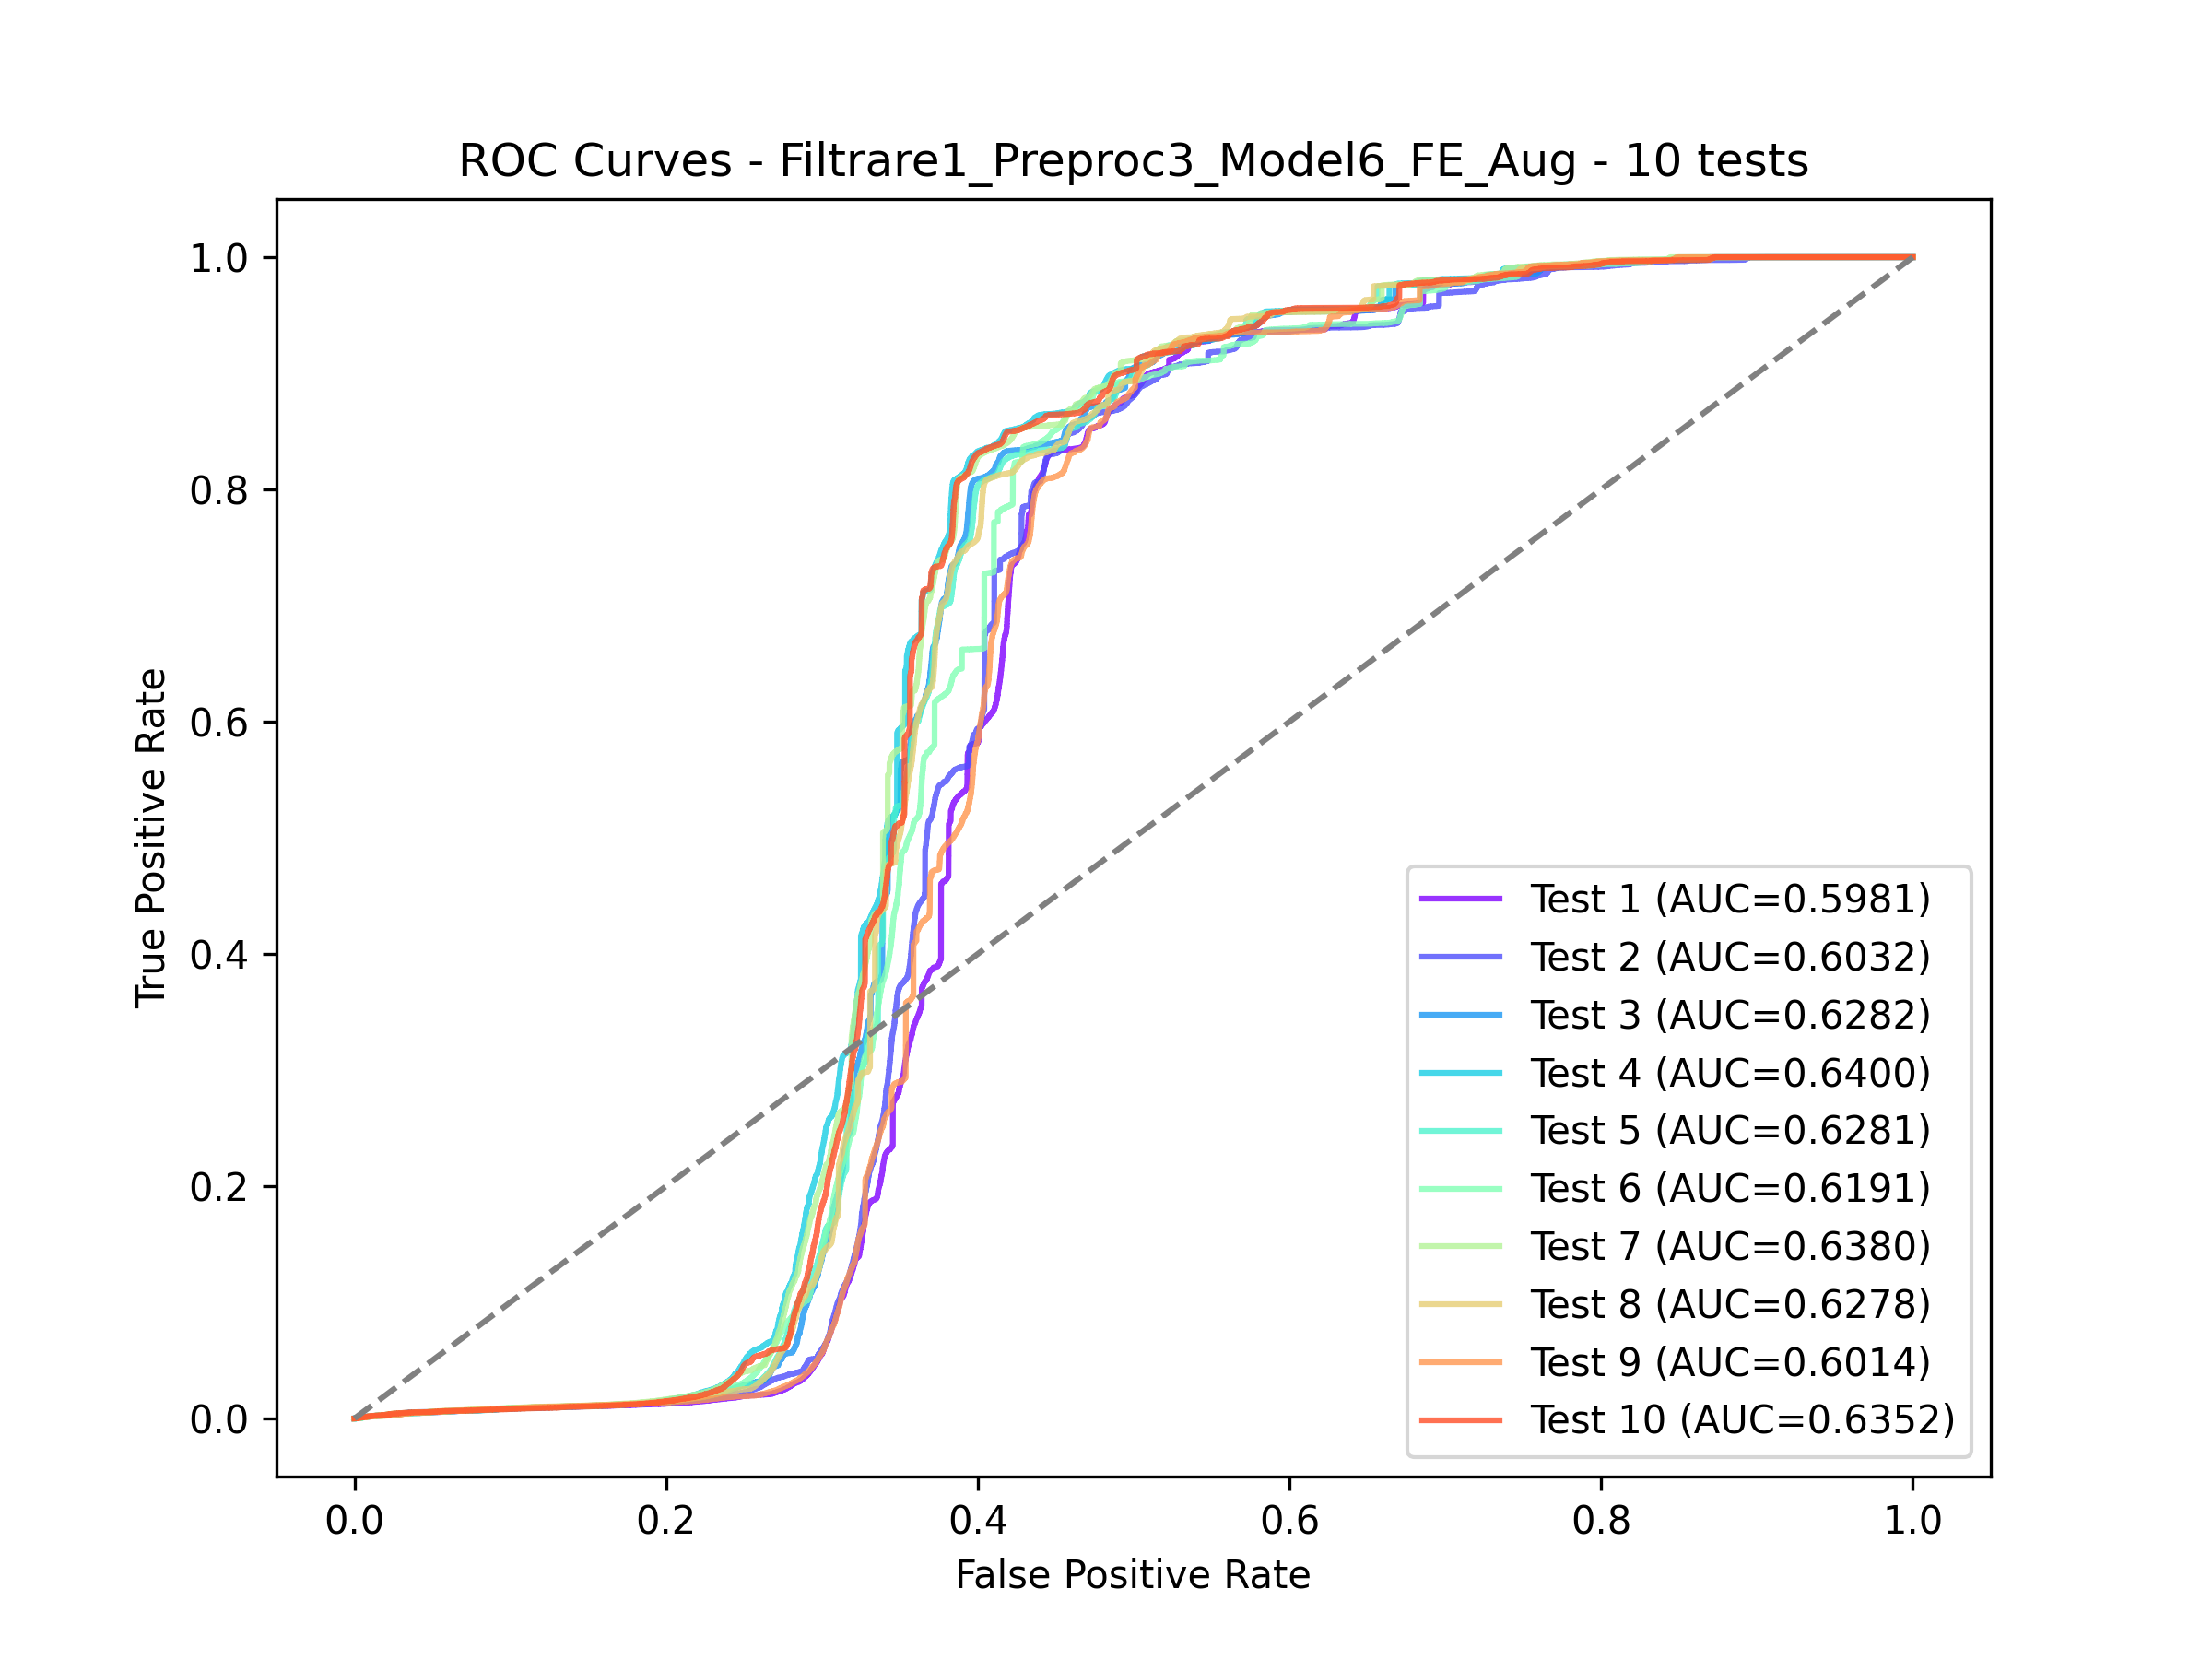 ROC Curves - Filtrare1_Preproc3_Model6_FE_Aug - 10 tests
True Positive Rate
1.0
0.8
0.6
0.4
0.2
0.0
Test 1 (AUC=0.5981)
Test 2 (AUC=0.6032)
Test 3 (AUC=0.6282)
Test 4 (AUC=0.6400)
Test 5 (AUC=0.6281)
Test 6 (AUC=0.6191)
Test 7 (AUC=0.6380)
Test 8 (AUC=0.6278)
Test 9 (AUC=0.6014)
Test 10 (AUC=0.6352)
0.0 0.2 0.4 0.6 0.8 1.0
False Positive Rate